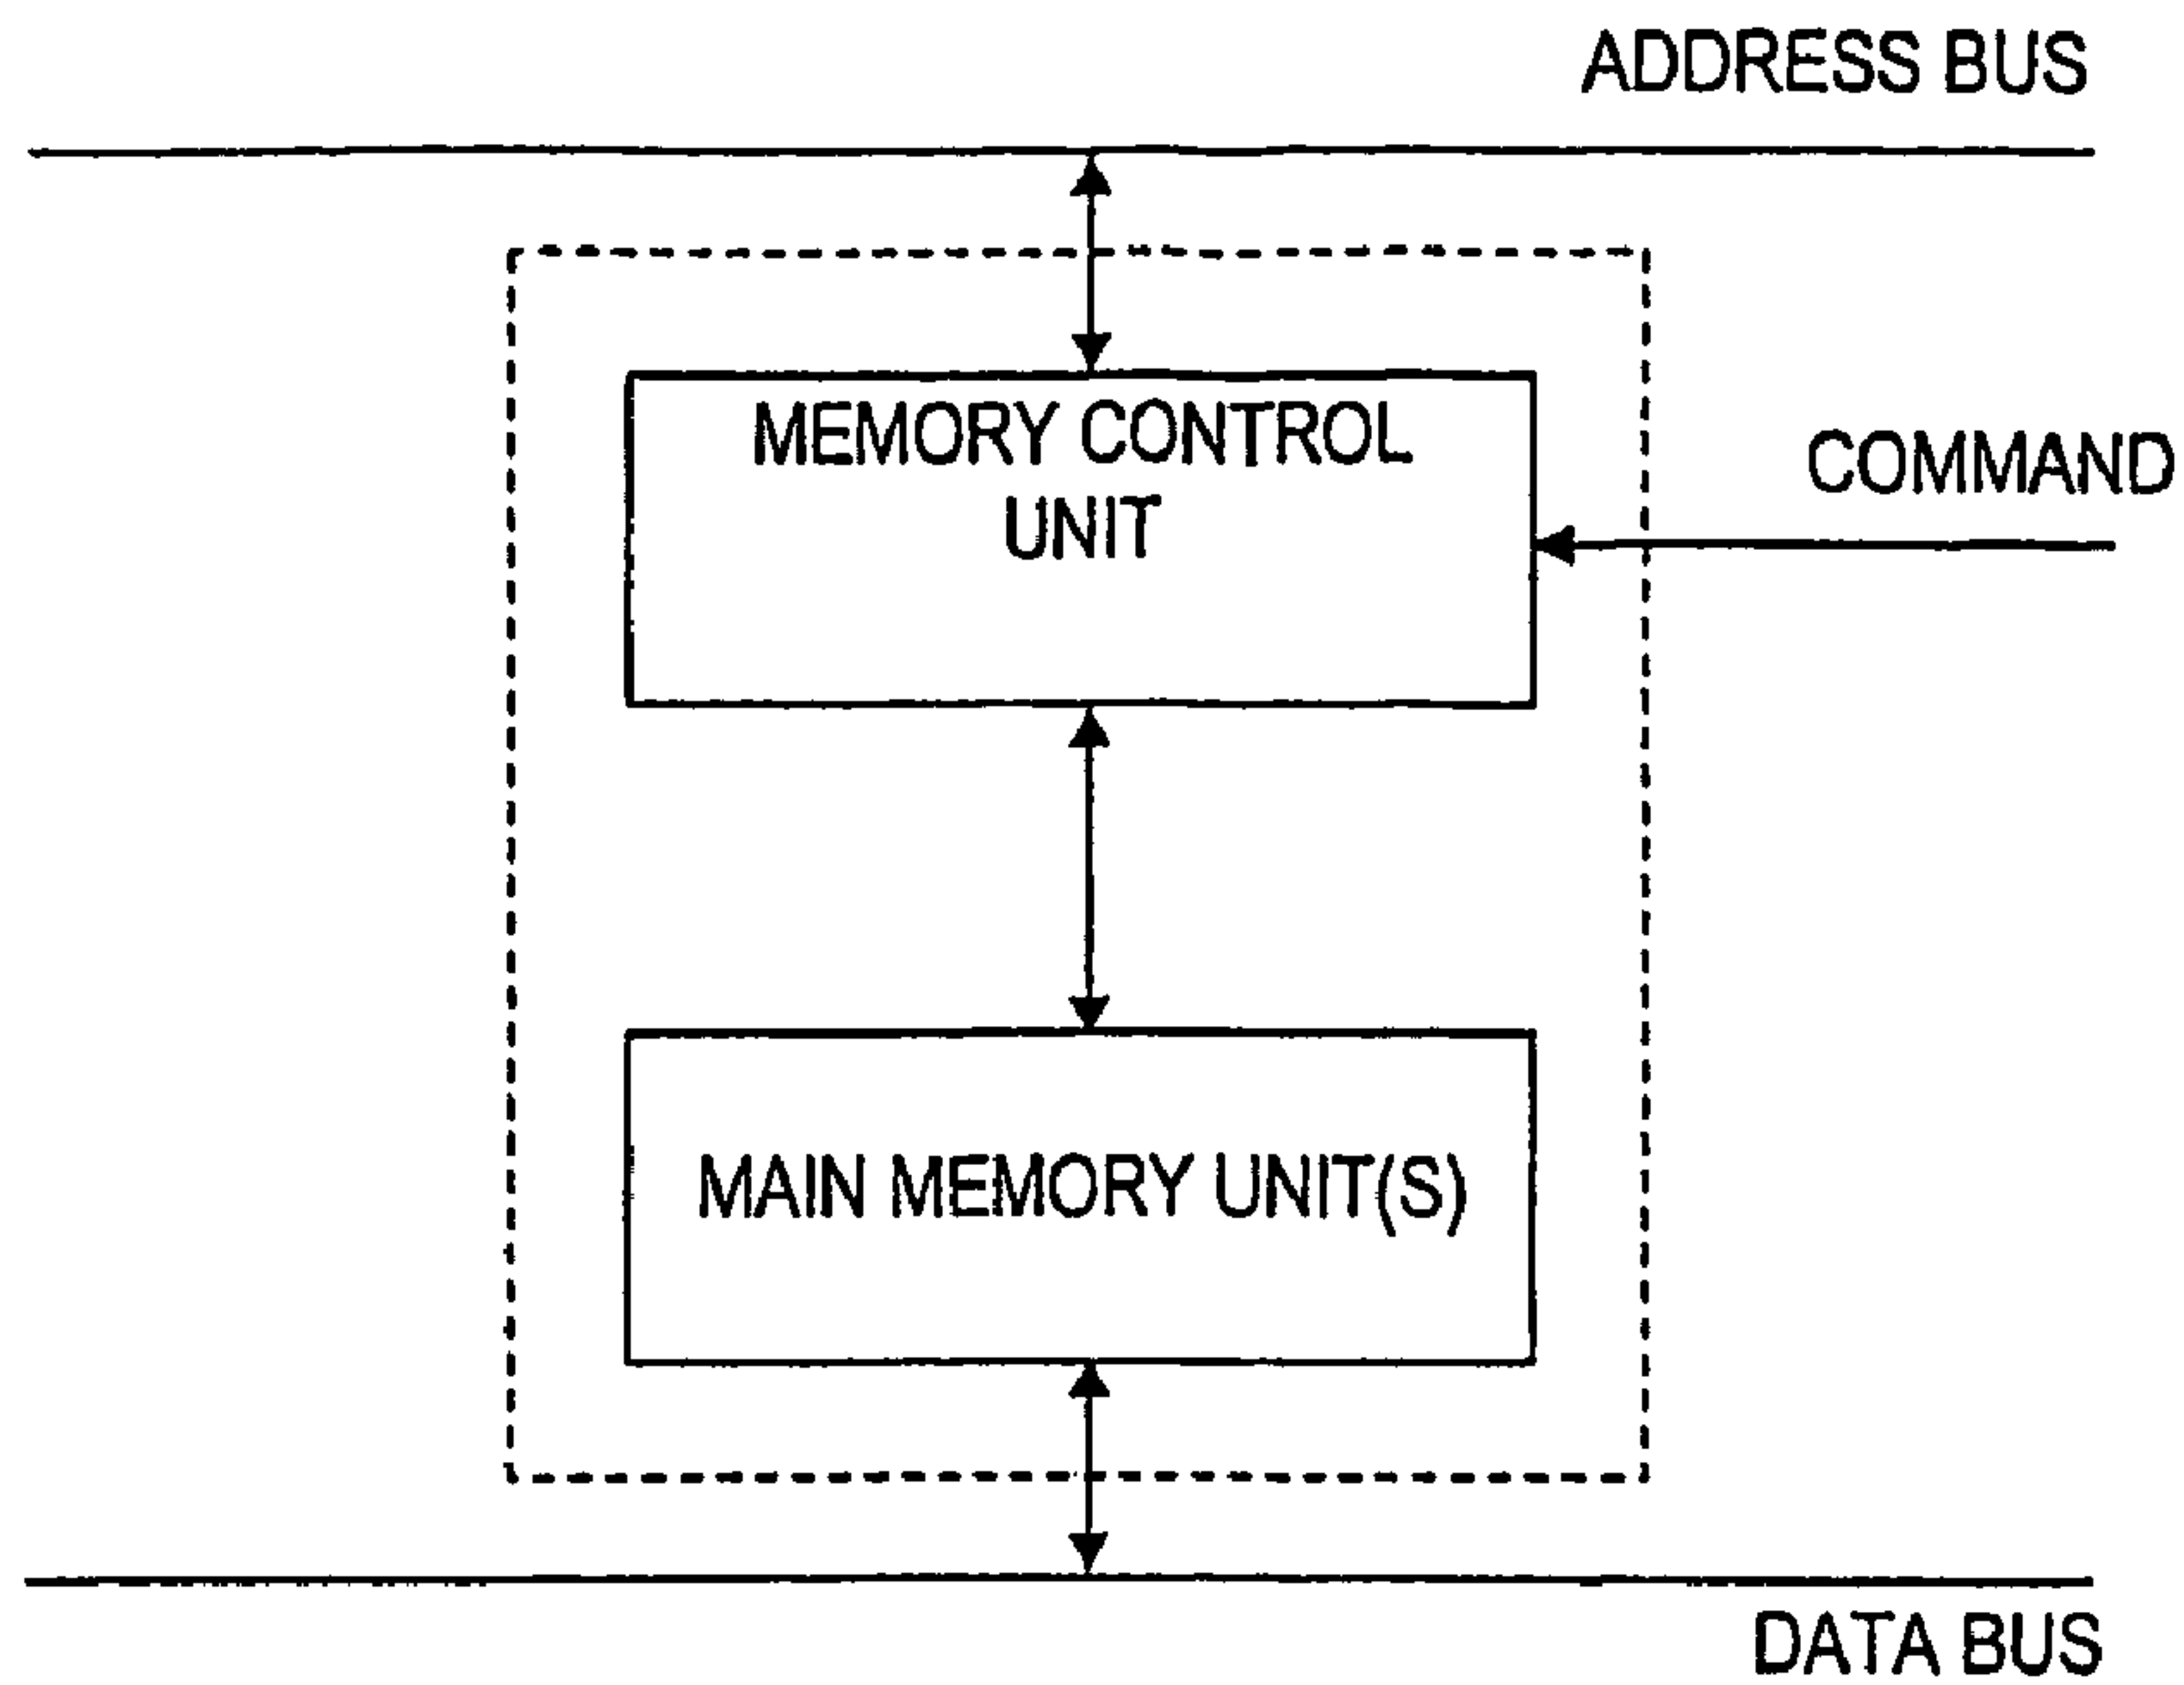 ADDRESS BUS
MEMORY CONTROL
UNIT
COMMAND
MAIN MEMORY UNIT(S)
DATA BUS